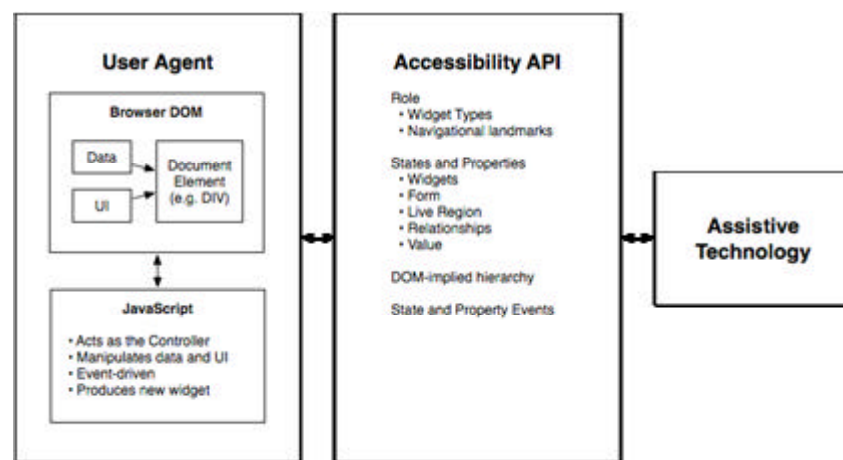 User Agent
Browser DOM
Data
UI
Document
Element
(e.g. DIV)
JavaScript
• Acts as the Controller
• Manipulates data and UI
• Event-driven
• Produces new widget
Accessibility API
Role
• Widget Types
• Navigational landmarks
States and Properties
• Widgets
• Form
• Live Region
• Relationships
• Value
DOM-implied hierarchy
State and Property Events
Assistive
Technology